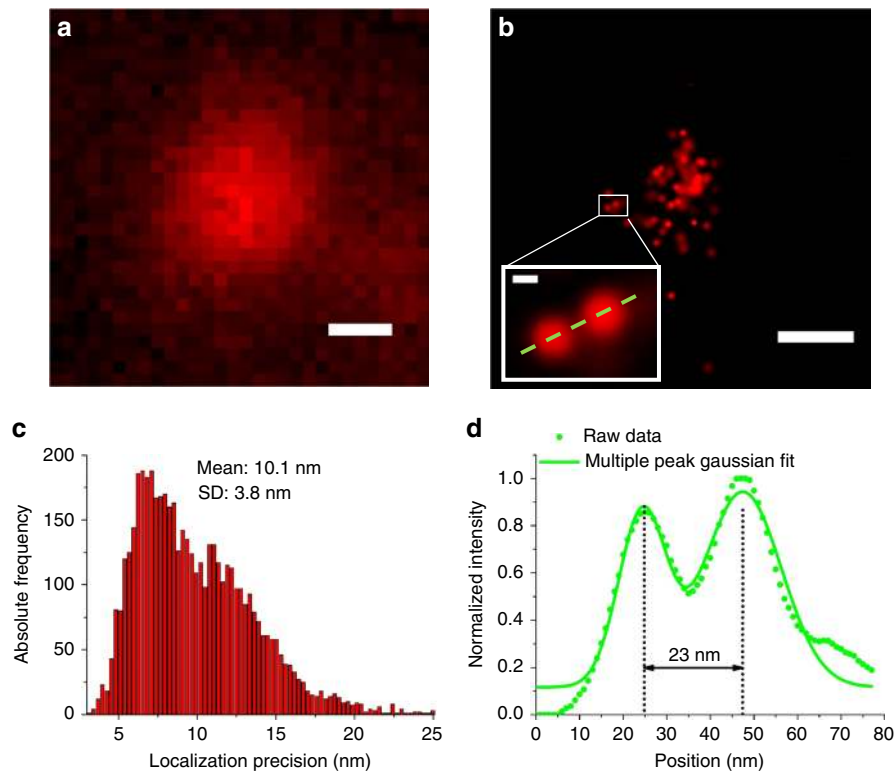 a
b
c
200
150
100
50
0
Absolute frequency
Mean: 10.1 nm
SD: 3.8 nm
5
10
15
20
25
Localization precision (nm)
d
Raw data
Multiple peak gaussian fit
1.0
0.8
0.6
0.4
0.2
0.0
Normalized intensity
23 nm
0
10
20
30
40
50
60
70
80
Position (nm)